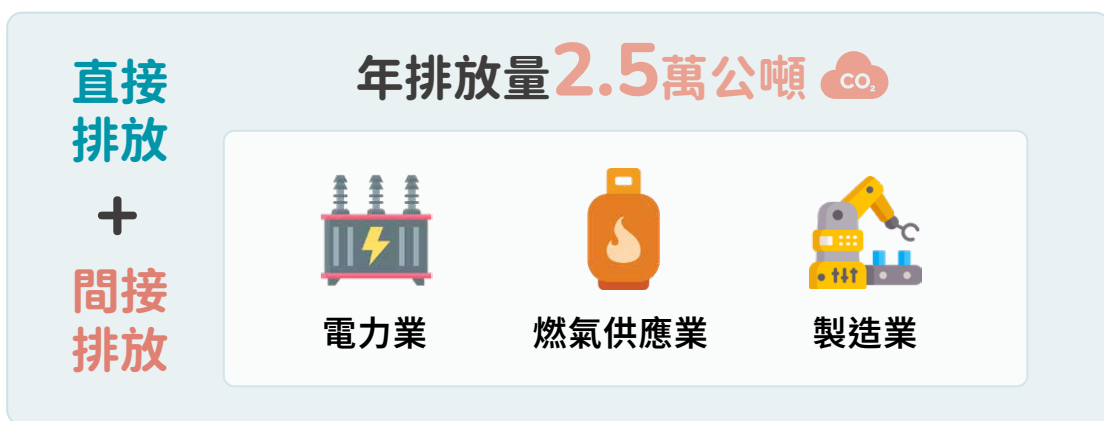 直接
排放
+
間接
排放
年排放量2.5萬公噸 CO₂
電力業
燃氣供應業
製造業